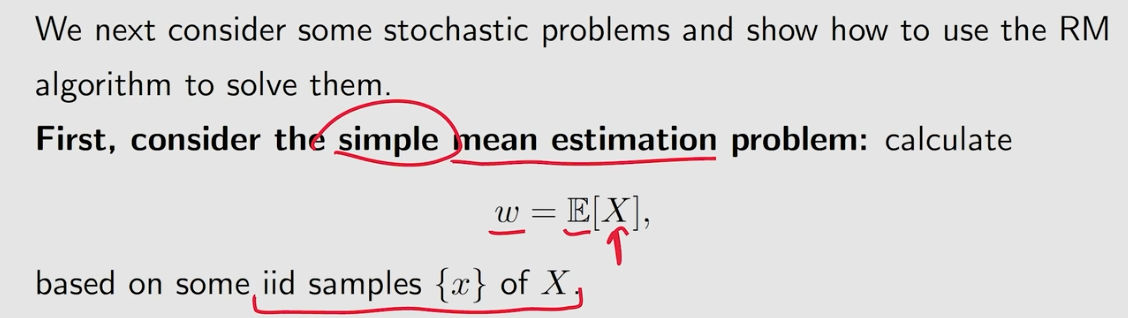 We next consider some stochastic problems and show how to use the RM
algorithm to solve them.
First, consider the simple mean estimation problem: calculate
w = 𝔼[X],
based on some iid samples {x} of X.